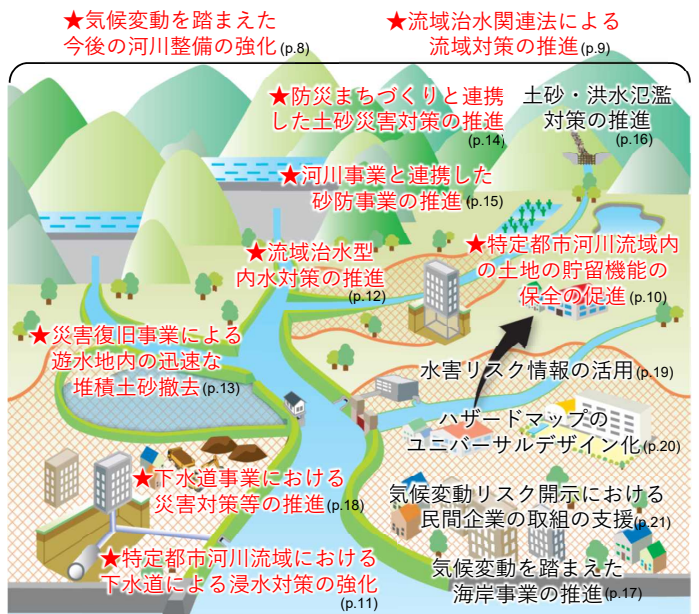 ★気候変動を踏まえた
今後の河川整備の強化(p.8)
★流域治水関連法による
流域対策の推進(p.9)
★防災まちづくりと連携
した土砂災害対策の推進
(p.14)
土砂・洪水氾濫
対策の推進
(p.16)
★河川事業と連携した
砂防事業の推進(p.15)
★流域治水型
内水対策の推進
(p.12)
★特定都市河川流域内
の土地の貯留機能の
保全の促進(p.10)
★災害復旧事業による
遊水地内の迅速な
堆積土砂撤去(p.13)
水害リスク情報の活用(p.19)
ハザードマップの
ユニバーサルデザイン化(p.20)
★下水道事業における
災害対策等の推進(p.18)
気候変動リスク開示における
民間企業の取組の支援(p.21)
★特定都市河川流域における
下水道による浸水対策の強化
(p.11)
気候変動を踏まえた
海岸事業の推進(p.17)